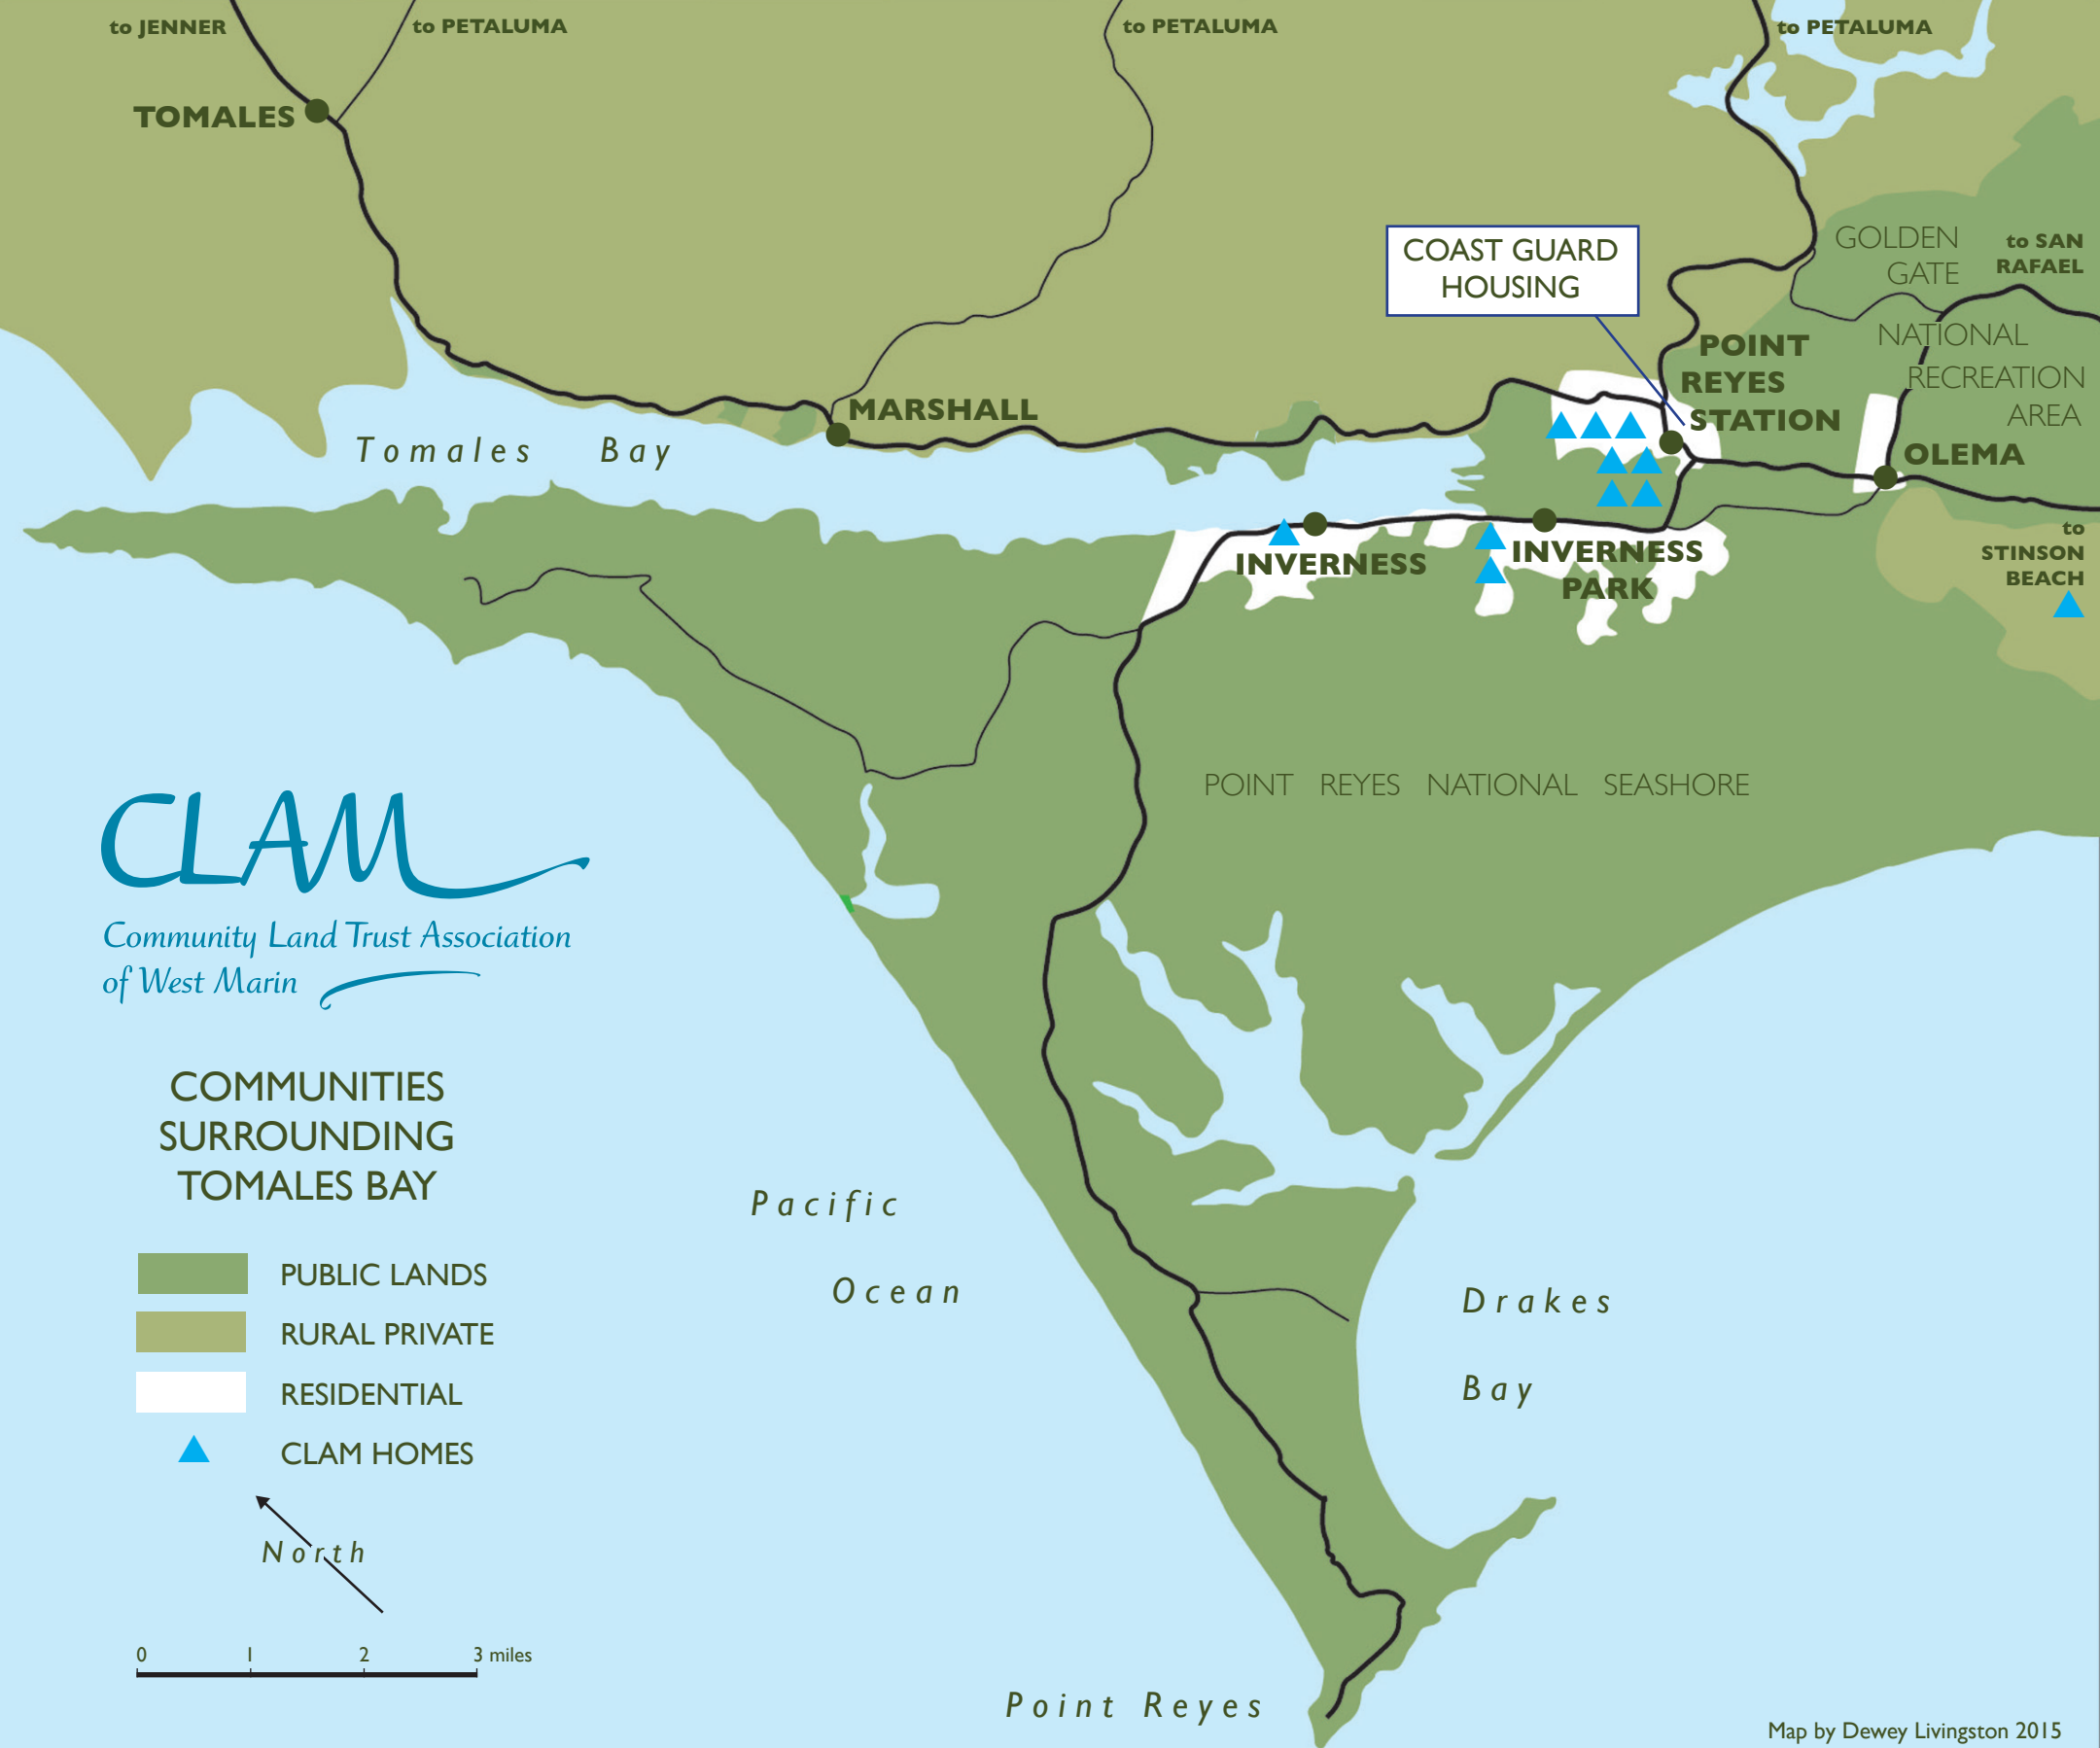 to JENNER
to PETALUMA
to PETALUMA
to PETALUMA
TOMALES
COAST GUARD
HOUSING
GOLDEN
GATE
to SAN
RAFAEL
NATIONAL
RECREATION
AREA
POINT
REYES
STATION
MARSHALL
Tomales Bay
OLEMA
INVERNESS
INVERNESS
PARK
to
STINSON
BEACH
POINT REYES NATIONAL SEASHORE
CLAM
Community Land Trust Association
of West Marin
COMMUNITIES
SURROUNDING
TOMALES BAY
PUBLIC LANDS
RURAL PRIVATE
RESIDENTIAL
CLAM HOMES
North
0 1 2 3 miles
Pacific
Ocean
Drakes
Bay
Point Reyes
Map by Dewey Livingston 2015